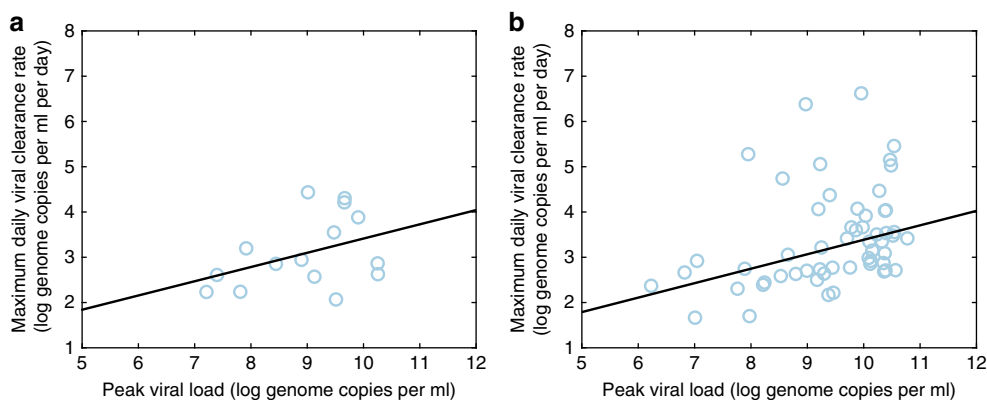 a
Maximum daily viral clearance rate
(log genome copies per ml per day)
8
7
6
5
4
3
2
1
5 6 7 8 9 10 11 12
Peak viral load (log genome copies per ml)
b
Maximum daily viral clearance rate
(log genome copies per ml per day)
8
7
6
5
4
3
2
1
5 6 7 8 9 10 11 12
Peak viral load (log genome copies per ml)